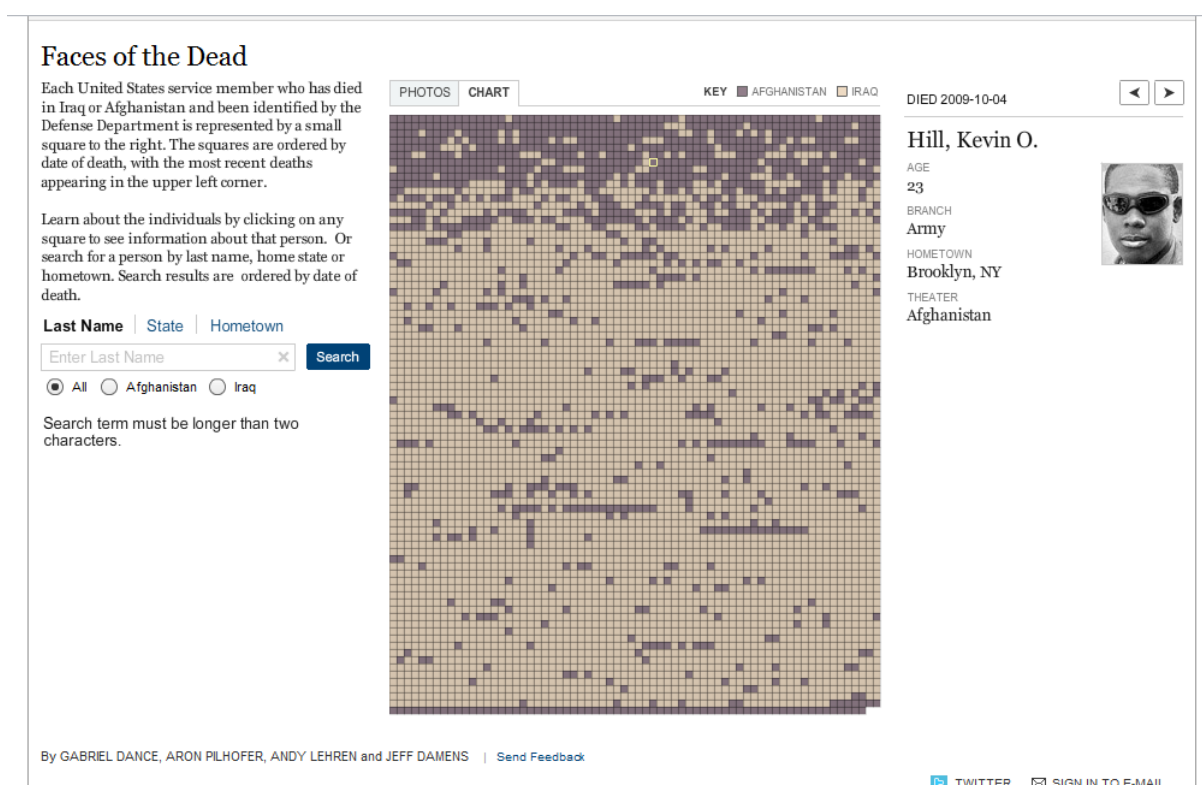 Faces of the Dead
Each United States service member who has died
in Iraq or Afghanistan and been identified by the
Defense Department is represented by a small
square to the right. The squares are ordered by
date of death, with the most recent deaths
appearing in the upper left corner.
Learn about the individuals by clicking on any
square to see information about that person. Or
search for a person by last name, home state or
hometown. Search results are ordered by date of
death.
Last Name State Hometown
Enter Last Name × Search
All Afghanistan Iraq
Search term must be longer than two
characters.
PHOTOS CHART KEY AFGHANISTAN IRAQ
DIED 2009-10-04
Hill, Kevin O.
AGE
23
BRANCH
Army
HOMETOWN
Brooklyn, NY
THEATER
Afghanistan
By GABRIEL DANCE, ARON PILHOFER, ANDY LEHREN and JEFF DAMENS | Send Feedback
TWITTER SIGN IN TO E-MAIL